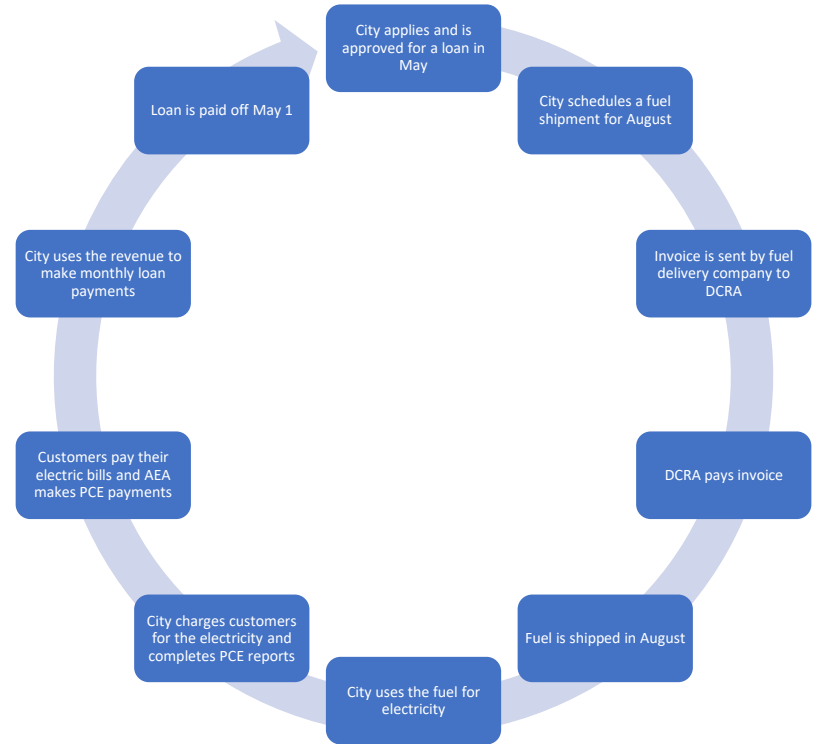 City applies and is
approved for a loan in
May
City schedules a fuel
shipment for August
Invoice is sent by fuel
delivery company to
DCRA
DCRA pays invoice
Fuel is shipped in August
City uses the fuel for
electricity
City charges customers
for the electricity and
completes PCE reports
Customers pay their
electric bills and AEA
makes PCE payments
City uses the revenue to
make monthly loan
payments
Loan is paid off May 1